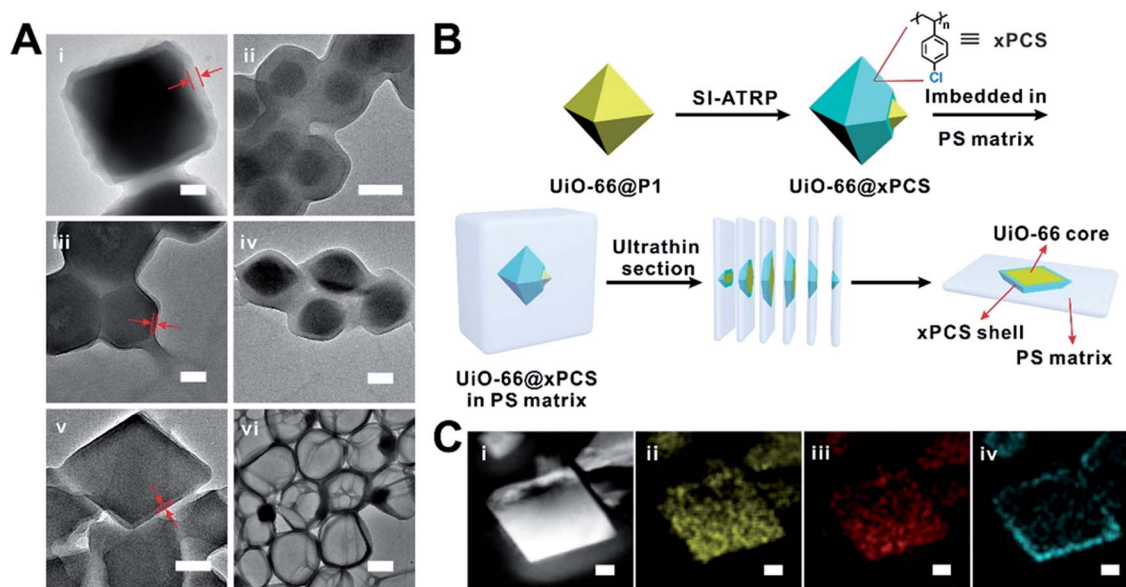 A
i
ii
iii
iv
v
vi
B
n
Cl
≡ xPCS
SI-ATRP
Imbedded in
PS matrix
UiO-66@P1
UiO-66@xPCS
Ultrathin
section
UiO-66 core
xPCS shell
PS matrix
UiO-66@xPCS
in PS matrix
C
i
ii
iii
iv